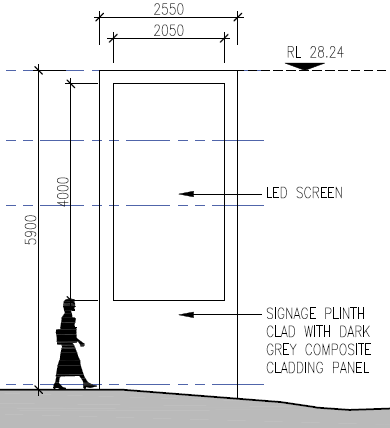 2550
2050
RL 28.24
4000
LED SCREEN
5900
SIGNAGE PLINTH
CLAD WITH DARK
GREY COMPOSITE
CLADDING PANEL